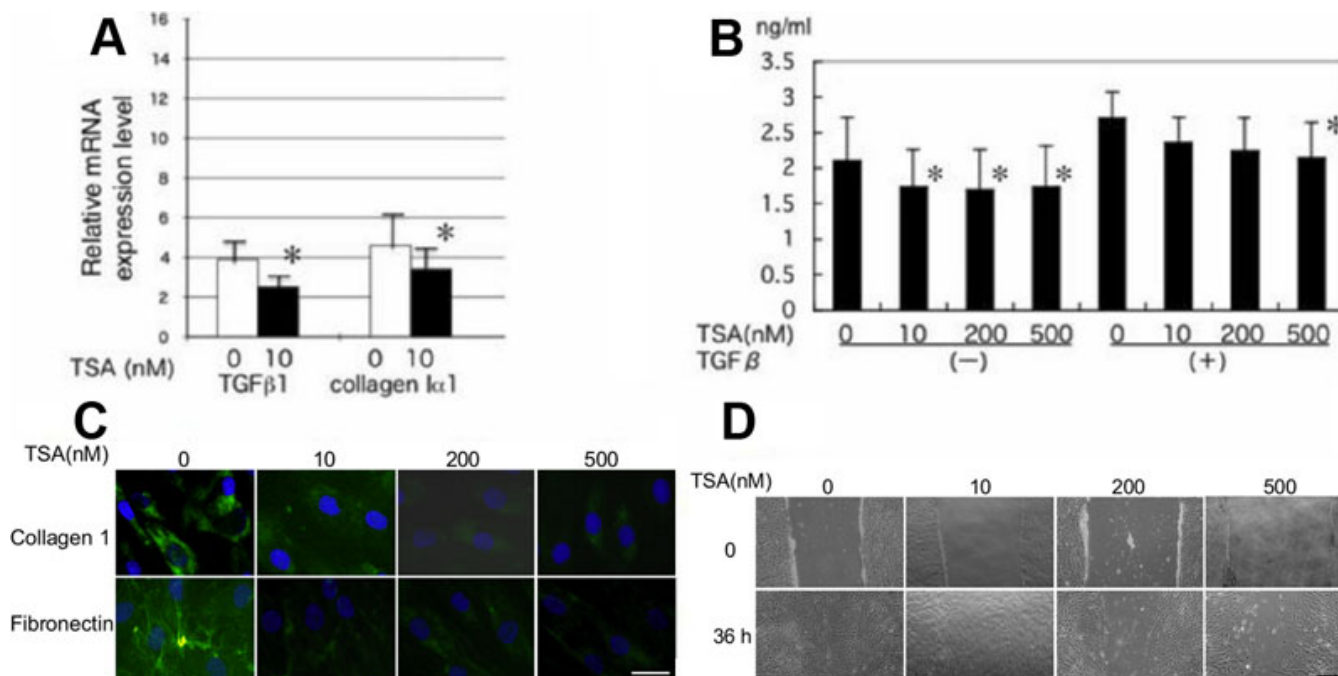 A
Relative mRNA
expression level
16
14
12
10
8
6
4
2
0
*
*
TSA (nM)
0 10
0 10
TGFβ1
collagen Iα1
B
ng/ml
3.5
3
2.5
2
1.5
1
0.5
0
* * *
*
TSA(nM) 0 10 200 500 0 10 200 500
TGFβ (—) (+)
C
TSA(nM) 0 10 200 500
Collagen 1
Fibronectin
D
TSA(nM) 0 10 200 500
0
36 h